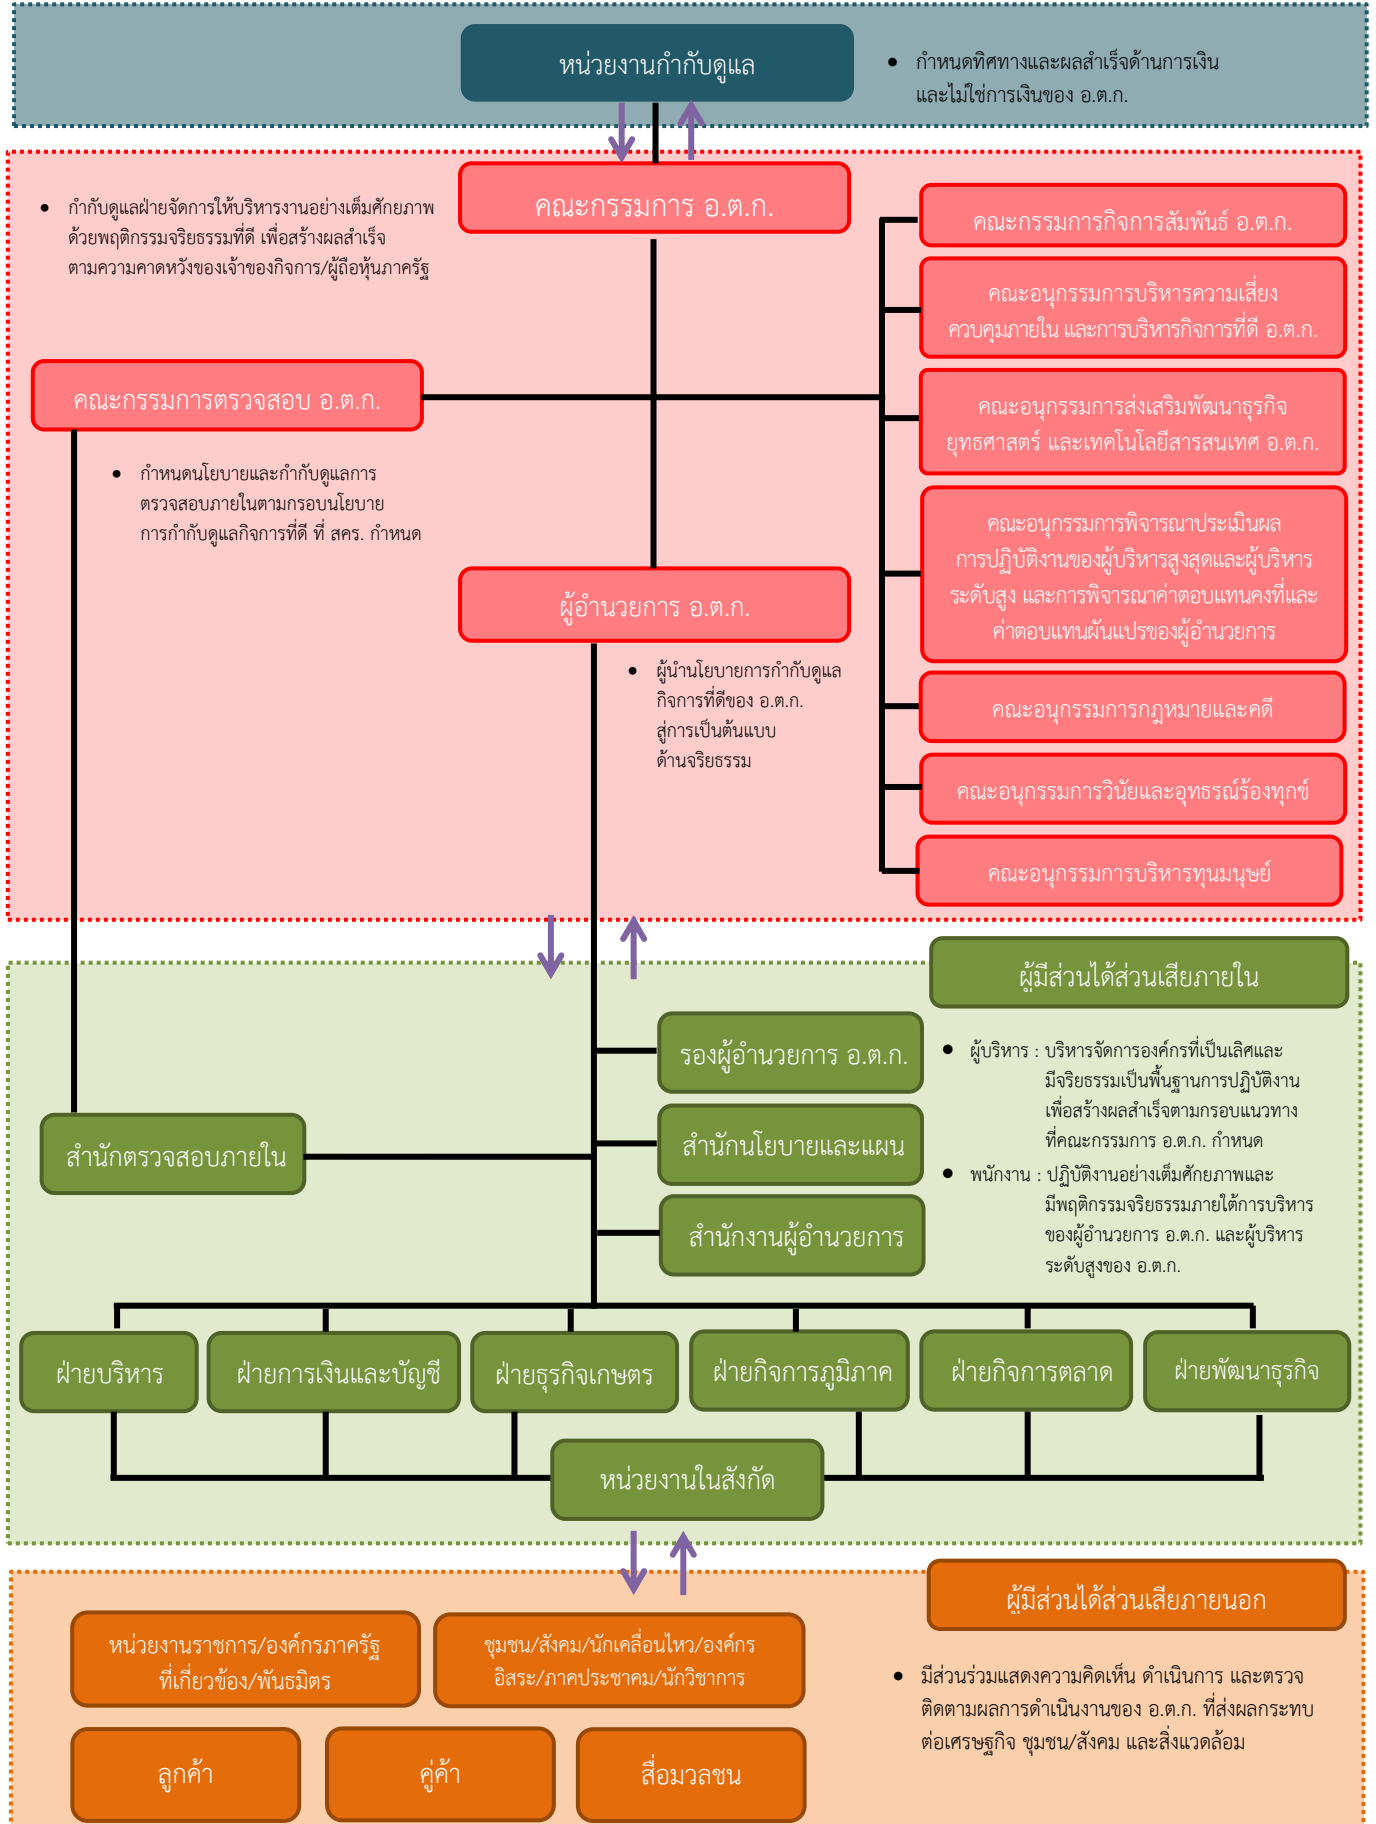 หน่วยงานกำกับดูแล
• กำหนดทิศทางและผลสำเร็จด้านการเงิน
และไม่ใช่การเงินของ อ.ต.ก.
คณะกรรมการ อ.ต.ก.
• กำกับดูแลฝ่ายจัดการให้บริหารงานอย่างเต็มศักยภาพ
ด้วยพฤติกรรมจริยธรรมที่ดี เพื่อสร้างผลสำเร็จ
ตามความคาดหวังของเจ้าของกิจการ/ผู้ถือหุ้นภาครัฐ
คณะกรรมการกิจการสัมพันธ์ อ.ต.ก.
คณะอนุกรรมการบริหารความเสี่ยง
ควบคุมภายใน และการบริหารกิจการที่ดี อ.ต.ก.
คณะกรรมการตรวจสอบ อ.ต.ก.
คณะอนุกรรมการส่งเสริมพัฒนาธุรกิจ
ยุทธศาสตร์ และเทคโนโลยีสารสนเทศ อ.ต.ก.
• กำหนดนโยบายและกำกับดูแลการ
ตรวจสอบภายในตามกรอบนโยบาย
การกำกับดูแลกิจการที่ดี ที่ สคร. กำหนด
คณะอนุกรรมการพิจารณาประเมินผล
การปฏิบัติงานของผู้บริหารสูงสุดและผู้บริหาร
ระดับสูง และการพิจารณาค่าตอบแทนคงที่และ
ค่าตอบแทนผันแปรของผู้อำนวยการ
ผู้อำนวยการ อ.ต.ก.
• ผู้นำนโยบายการกำกับดูแล
กิจการที่ดีของ อ.ต.ก.
สู่การเป็นต้นแบบ
ด้านจริยธรรม
คณะอนุกรรมการกฎหมายและคดี
คณะอนุกรรมการวินัยและอุทธรณ์ร้องทุกข์
คณะอนุกรรมการบริหารทุนมนุษย์
ผู้มีส่วนได้ส่วนเสียภายใน
รองผู้อำนวยการ อ.ต.ก.
• ผู้บริหาร : บริหารจัดการองค์กรที่เป็นเลิศและ
มีจริยธรรมเป็นพื้นฐานการปฏิบัติงาน
เพื่อสร้างผลสำเร็จตามกรอบแนวทาง
ที่คณะกรรมการ อ.ต.ก. กำหนด
สำนักตรวจสอบภายใน
สำนักนโยบายและแผน
• พนักงาน : ปฏิบัติงานอย่างเต็มศักยภาพและ
มีพฤติกรรมจริยธรรมภายใต้การบริหาร
ของผู้อำนวยการ อ.ต.ก. และผู้บริหาร
ระดับสูงของ อ.ต.ก.
สำนักงานผู้อำนวยการ
ฝ่ายบริหาร
ฝ่ายการเงินและบัญชี
ฝ่ายธุรกิจเกษตร
ฝ่ายกิจการภูมิภาค
ฝ่ายกิจการตลาด
ฝ่ายพัฒนาธุรกิจ
หน่วยงานในสังกัด
ผู้มีส่วนได้ส่วนเสียภายนอก
หน่วยงานราชการ/องค์กรภาครัฐ
ที่เกี่ยวข้อง/พันธมิตร
ชุมชน/สังคม/นักเคลื่อนไหว/องค์กร
อิสระ/ภาคประชาคม/นักวิชาการ
• มีส่วนร่วมแสดงความคิดเห็น ดำเนินการ และตรวจ
ติดตามผลการดำเนินงานของ อ.ต.ก. ที่ส่งผลกระทบ
ต่อเศรษฐกิจ ชุมชน/สังคม และสิ่งแวดล้อม
ลูกค้า
คู่ค้า
สื่อมวลชน